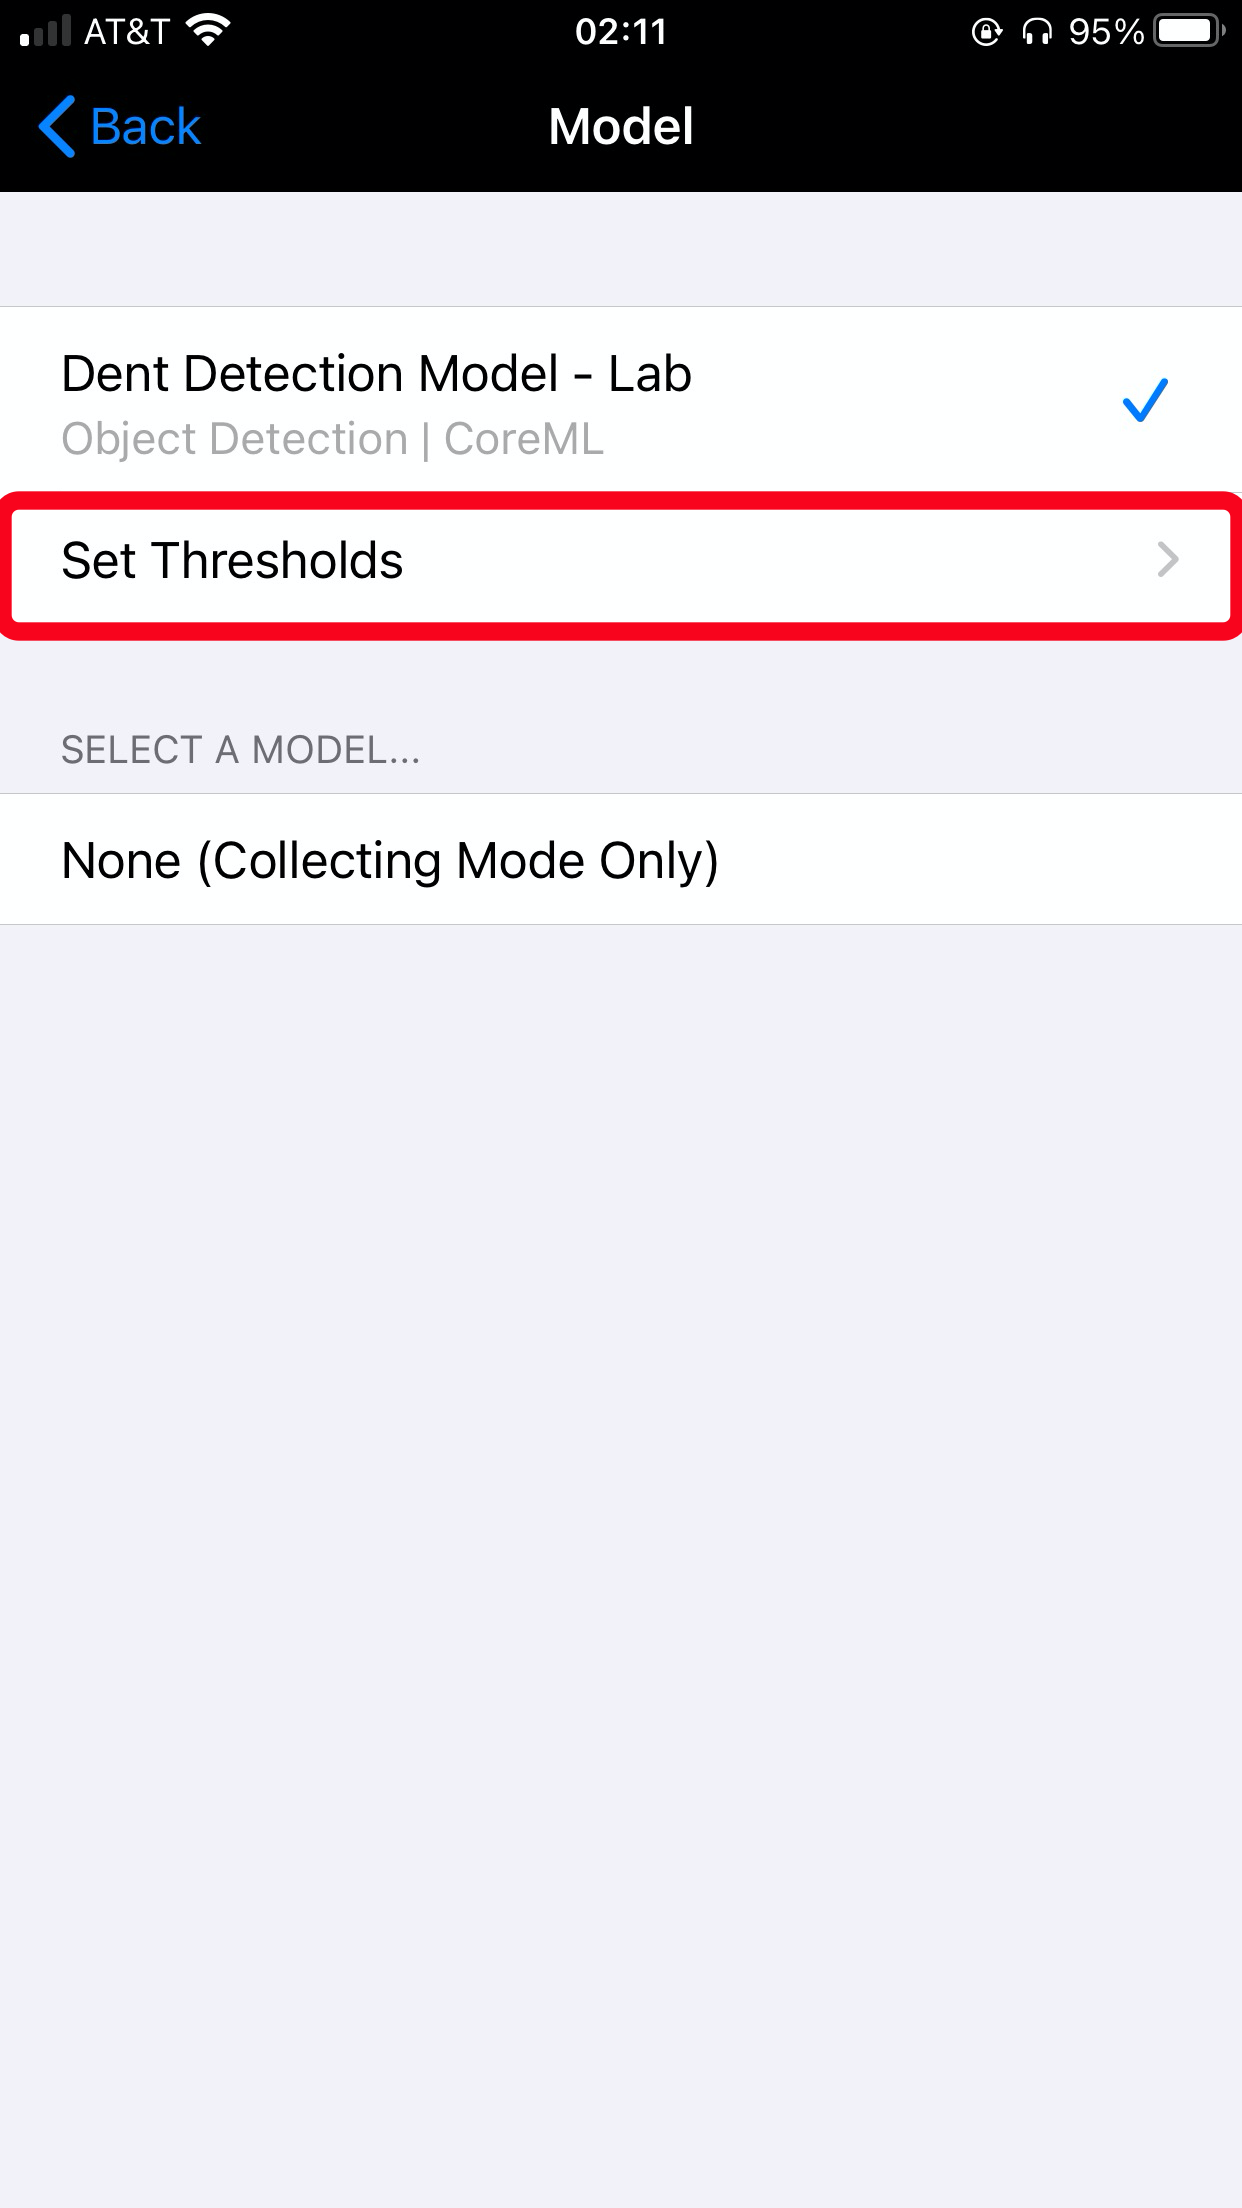 AT&T 02:11 95%
Back Model
Dent Detection Model - Lab
Object Detection | CoreML
Set Thresholds
SELECT A MODEL...
None (Collecting Mode Only)